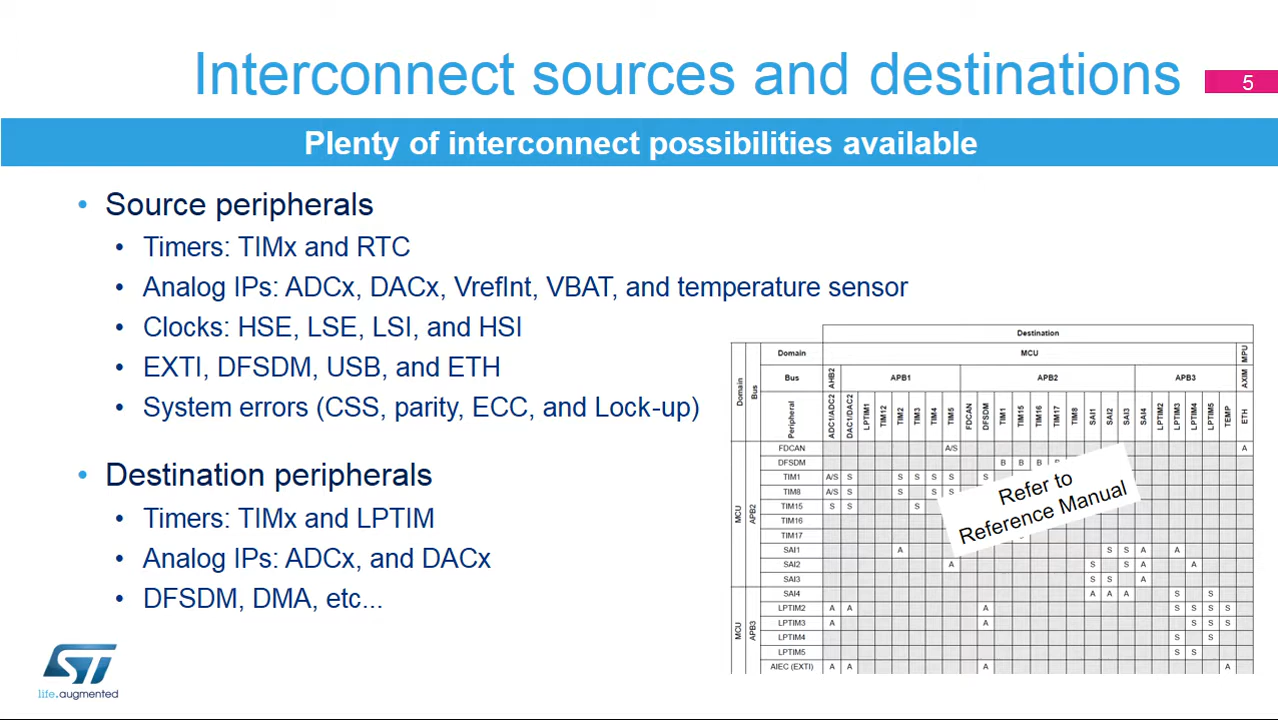 Interconnect sources and destinations
5
Plenty of interconnect possibilities available
• Source peripherals
• Timers: TIMx and RTC
• Analog IPs: ADCx, DACx, VrefInt, VBAT, and temperature sensor
• Clocks: HSE, LSE, LSI, and HSI
• EXTI, DFSDM, USB, and ETH
• System errors (CSS, parity, ECC, and Lock-up)
• Destination peripherals
• Timers: TIMx and LPTIM
• Analog IPs: ADCx, and DACx
• DFSDM, DMA, etc...
Destination
Domain MCU MPU
Domain Bus Bus AHB2 APB1 APB2 APB3 AXIM
Peripheral ADC1/ADC2 DAC1/DAC2 LPTIM1 TIM12 TIM2 TIM3 TIM4 TIM5 FDCAN DFSDM TIM1 TIM15 TIM16 TIM17 TIM8 SAI1 SAI2 SAI3 SAI4 LPTIM2 LPTIM3 LPTIM4 LPTIM5 TEMP ETH
MCU APB2
FDCAN A/S A
DFSDM B B B
TIM1 A/S S S S S S S
TIM8 A/S S S S S
TIM15 S S S
TIM16
TIM17
SAI1 A S S A A
SAI2 A S S A A
SAI3 S S A
MCU APB3
SAI4 A A A S S
LPTIM2 A A A S S S S
LPTIM3 A A S S S
LPTIM4 S S
LPTIM5 S S
AIEC (EXTI) A A A A
Refer to
Reference Manual
ST
life.augmented